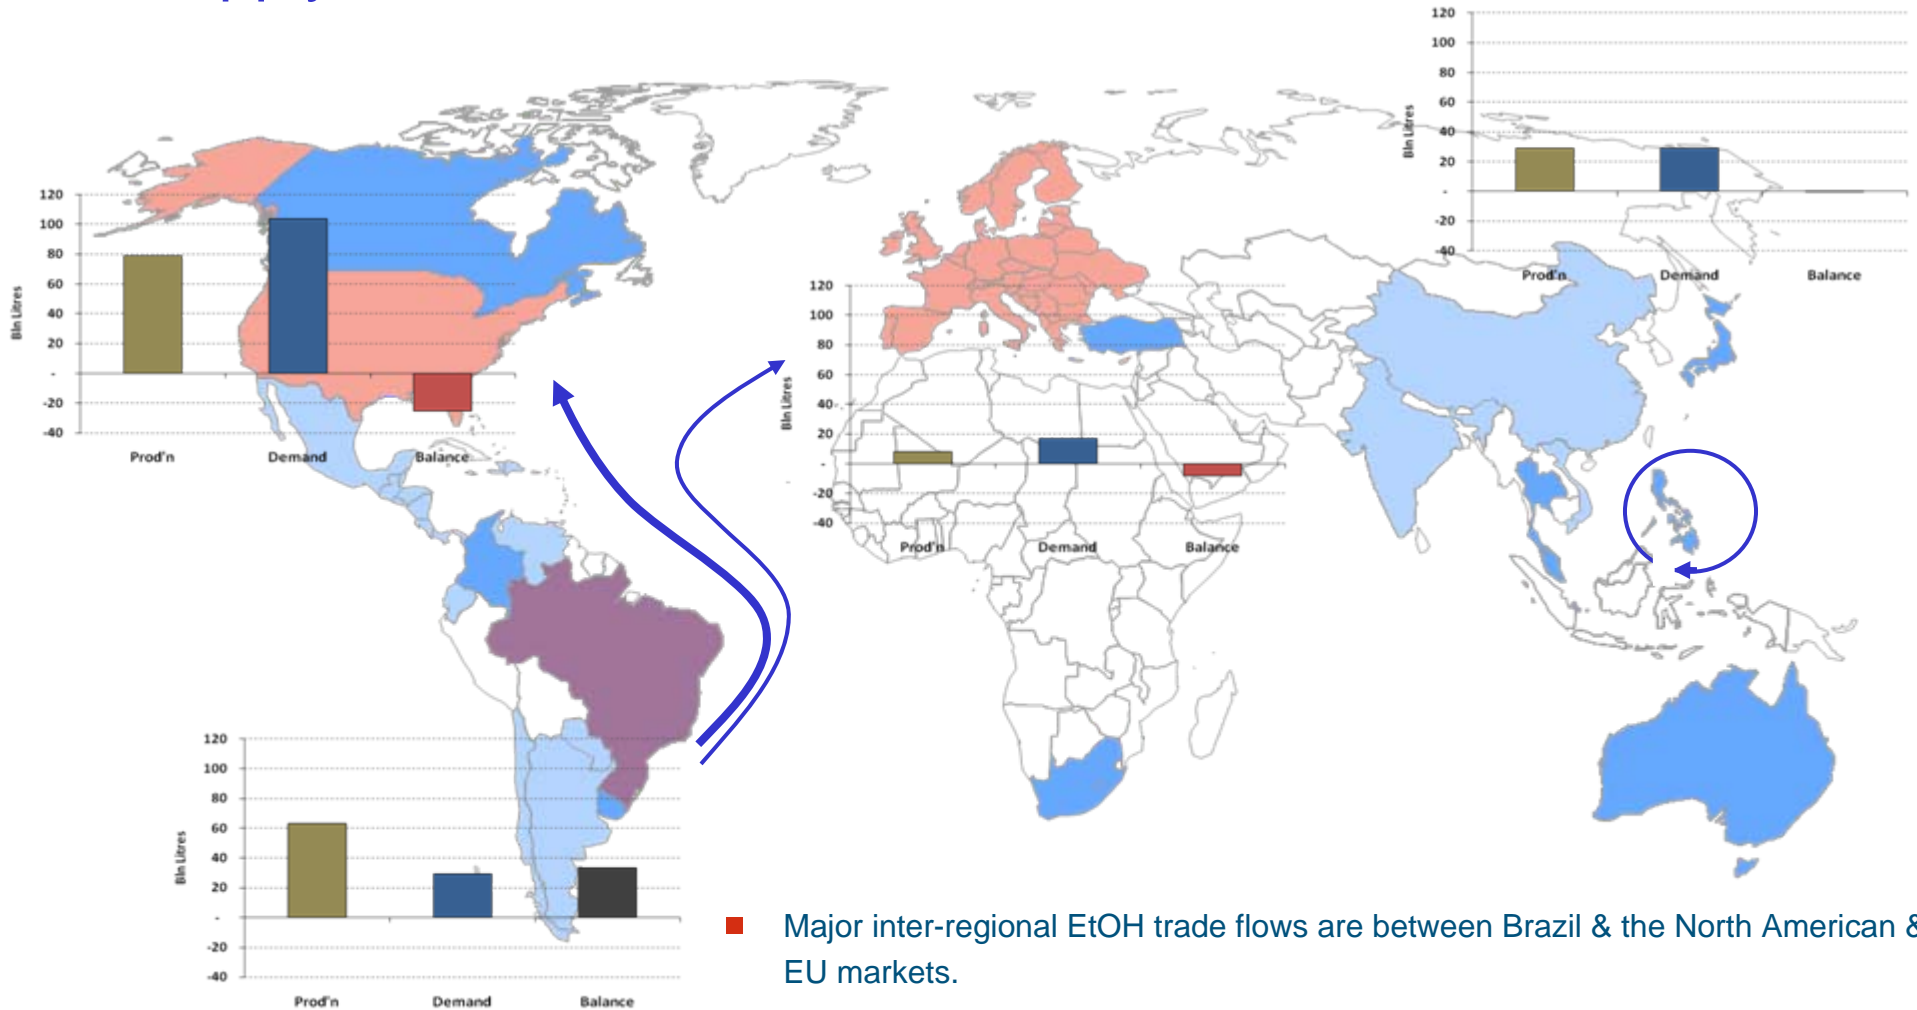 120
100
80
60
40
20
-
-20
-40
Bln Litres
Prod'n
Demand
Balance
120
100
80
60
40
20
-
-20
-40
Bln Litres
Prod'n
Demand
Balance
120
100
80
60
40
20
-
-20
-40
Bln Litres
Prod'n
Demand
Balance
120
100
80
60
40
20
-
-20
-40
Bln Litres
Prod'n
Demand
Balance
Major inter-regional EtOH trade flows are between Brazil & the North American &
EU markets.